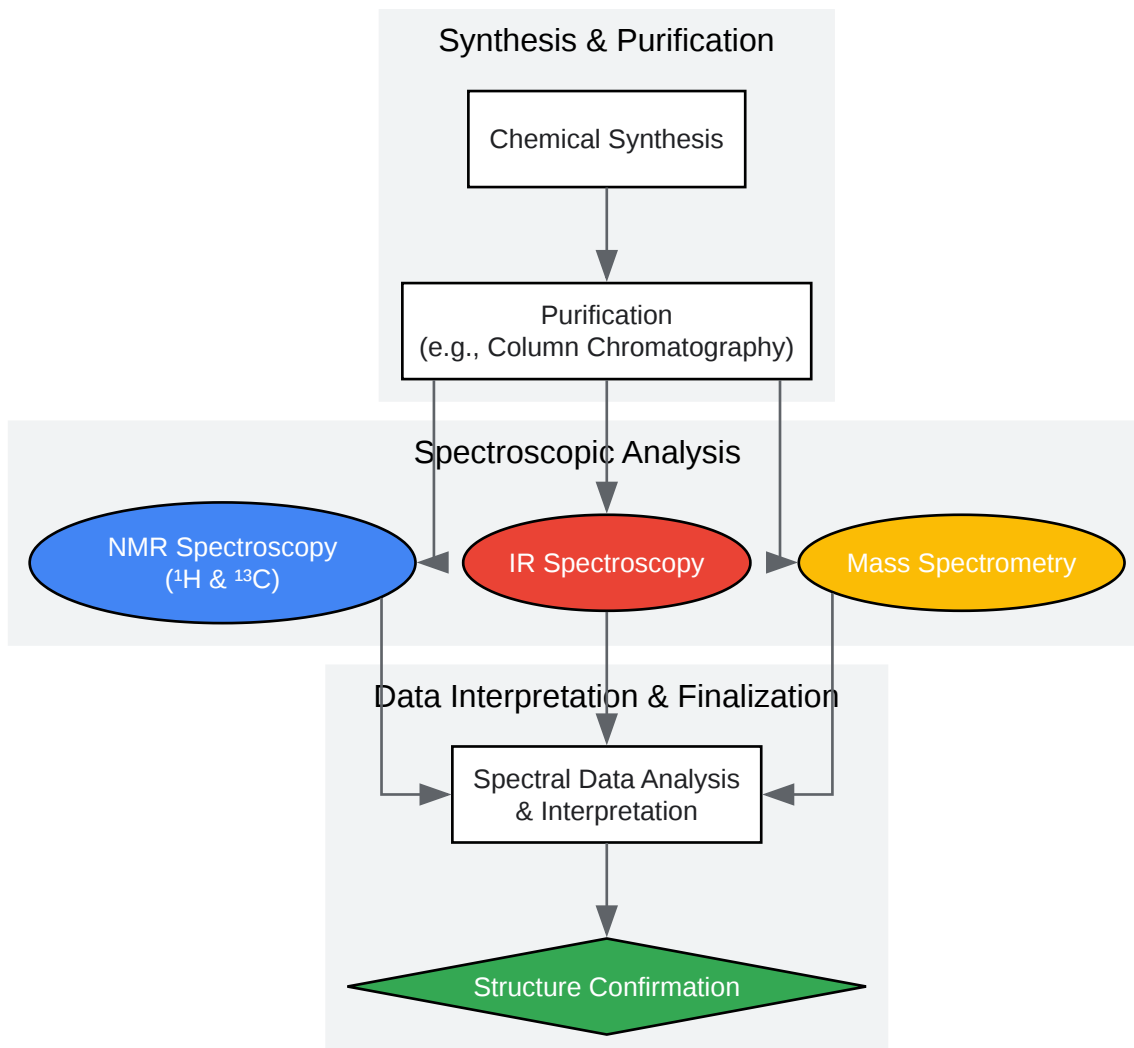 Synthesis & Purification
Chemical Synthesis
Purification
(e.g., Column Chromatography)
Spectroscopic Analysis
NMR Spectroscopy
(¹H & ¹³C)
IR Spectroscopy
Mass Spectrometry
Data Interpretation & Finalization
Spectral Data Analysis
& Interpretation
Structure Confirmation